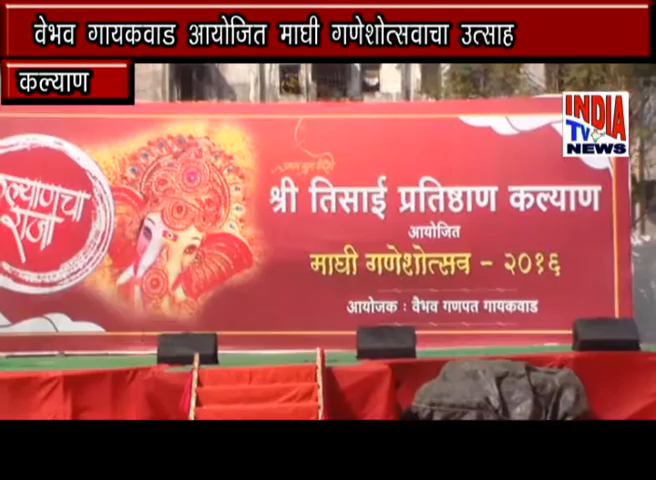 वेभव गायकवाड आयोजित माघी गणेशोत्सवाचा उत्साह
कल्याण
INDIA
TV
NEWS
कल्याणचा
राजा
श्री तिसाई प्रतिष्ठाण कल्याण
आयोजित
माघी गणेशोत्सव - २०१६
आयोजक : वैभव गणपत गायकवाड